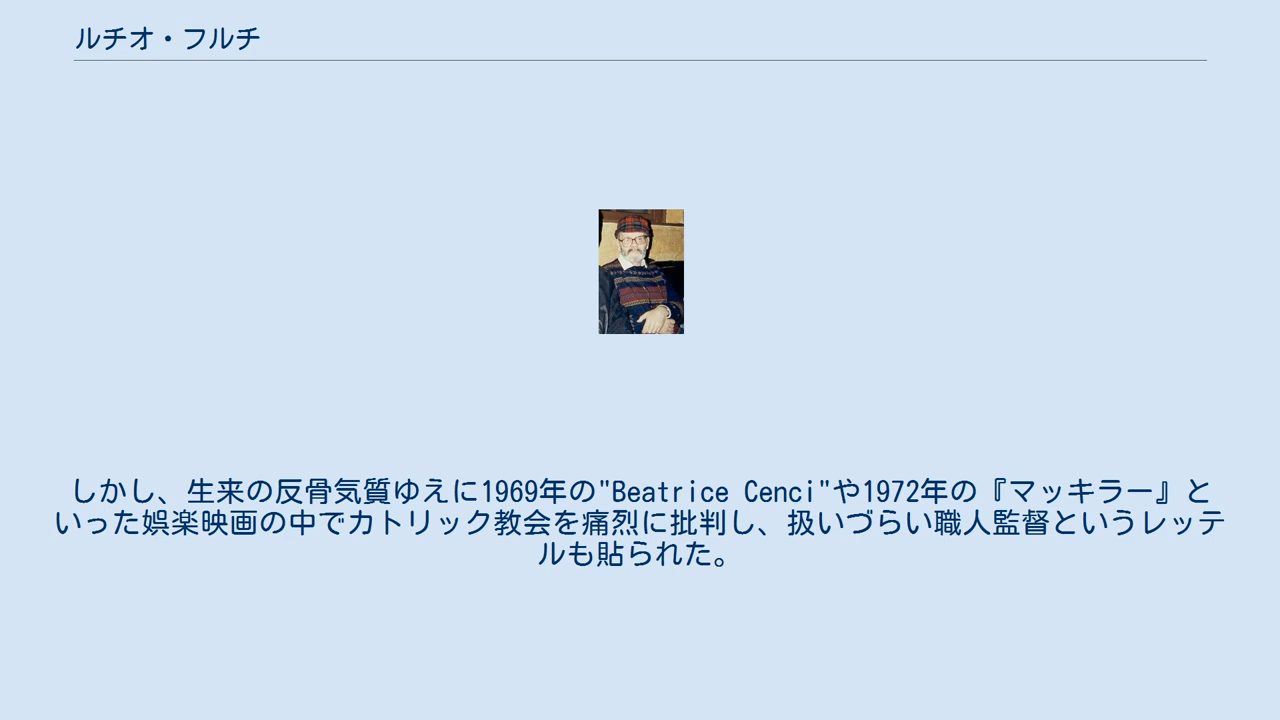 ルチオ・フルチ
しかし、生来の反骨気質ゆえに1969年の"Beatrice Cenci"や1972年の『マッキラー』と
いった娯楽映画の中でカトリック教会を痛烈に批判し、扱いづらい職人監督というレッテ
ルも貼られた。